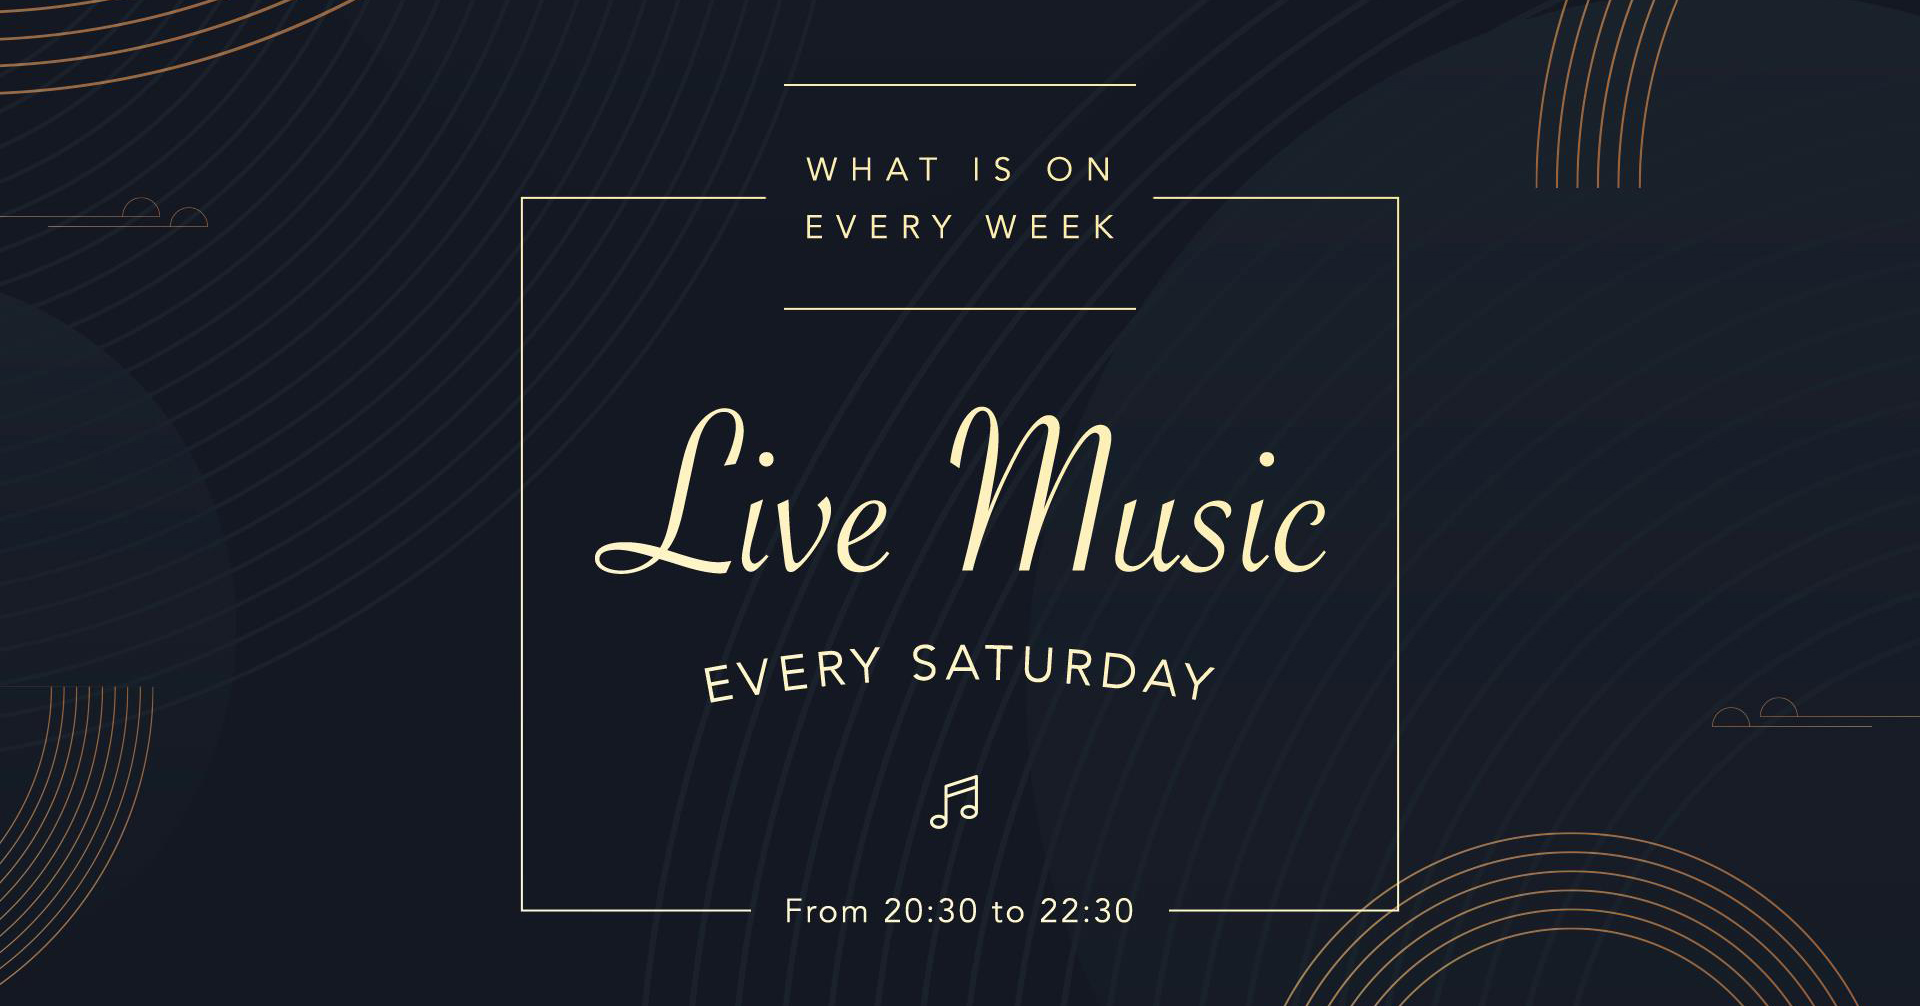 WHAT IS ON
EVERY WEEK
Live Music
EVERY SATURDAY
From 20:30 to 22:30